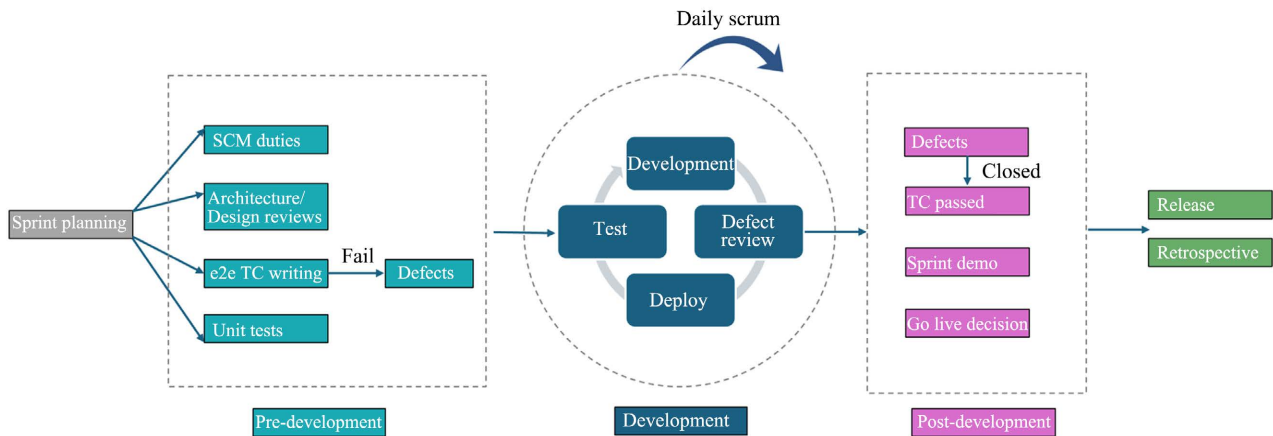 Daily scrum
Sprint planning
SCM duties
Architecture/
Design reviews
e2e TC writing
Fail
Defects
Unit tests
Pre-development
Development
Test
Defect
review
Deploy
Development
Defects
Closed
TC passed
Sprint demo
Go live decision
Post-development
Release
Retrospective